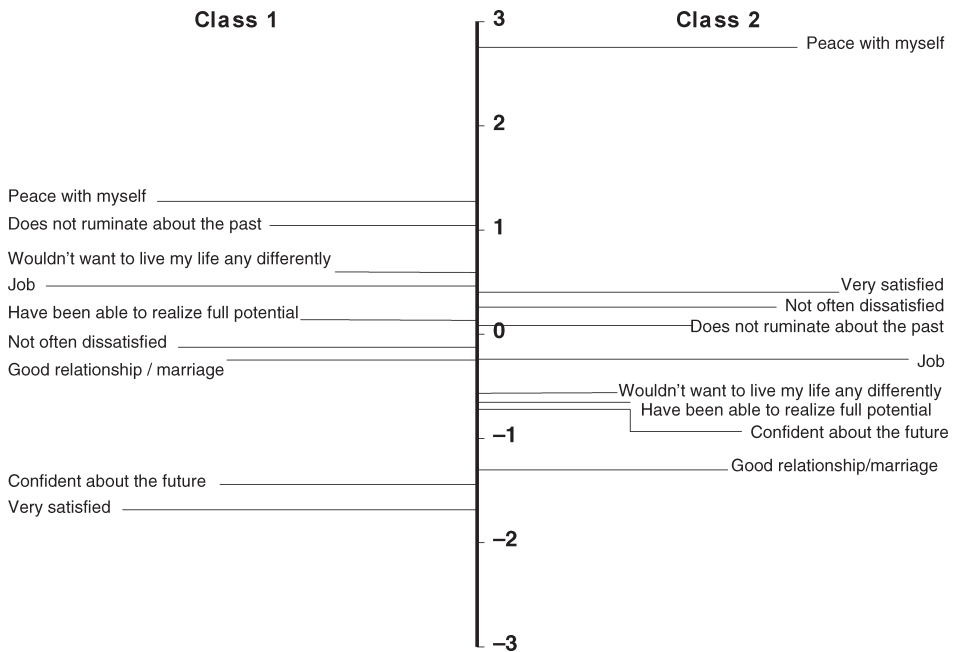 Class 1
Class 2
3
Peace with myself
2
Peace with myself
Does not ruminate about the past
1
Wouldn't want to live my life any differently
Job
Very satisfied
Have been able to realize full potential
Not often dissatisfied
0
Does not ruminate about the past
Not often dissatisfied
Good relationship / marriage
Job
Wouldn't want to live my life any differently
Have been able to realize full potential
–1
Confident about the future
Good relationship/marriage
Confident about the future
Very satisfied
–2
–3